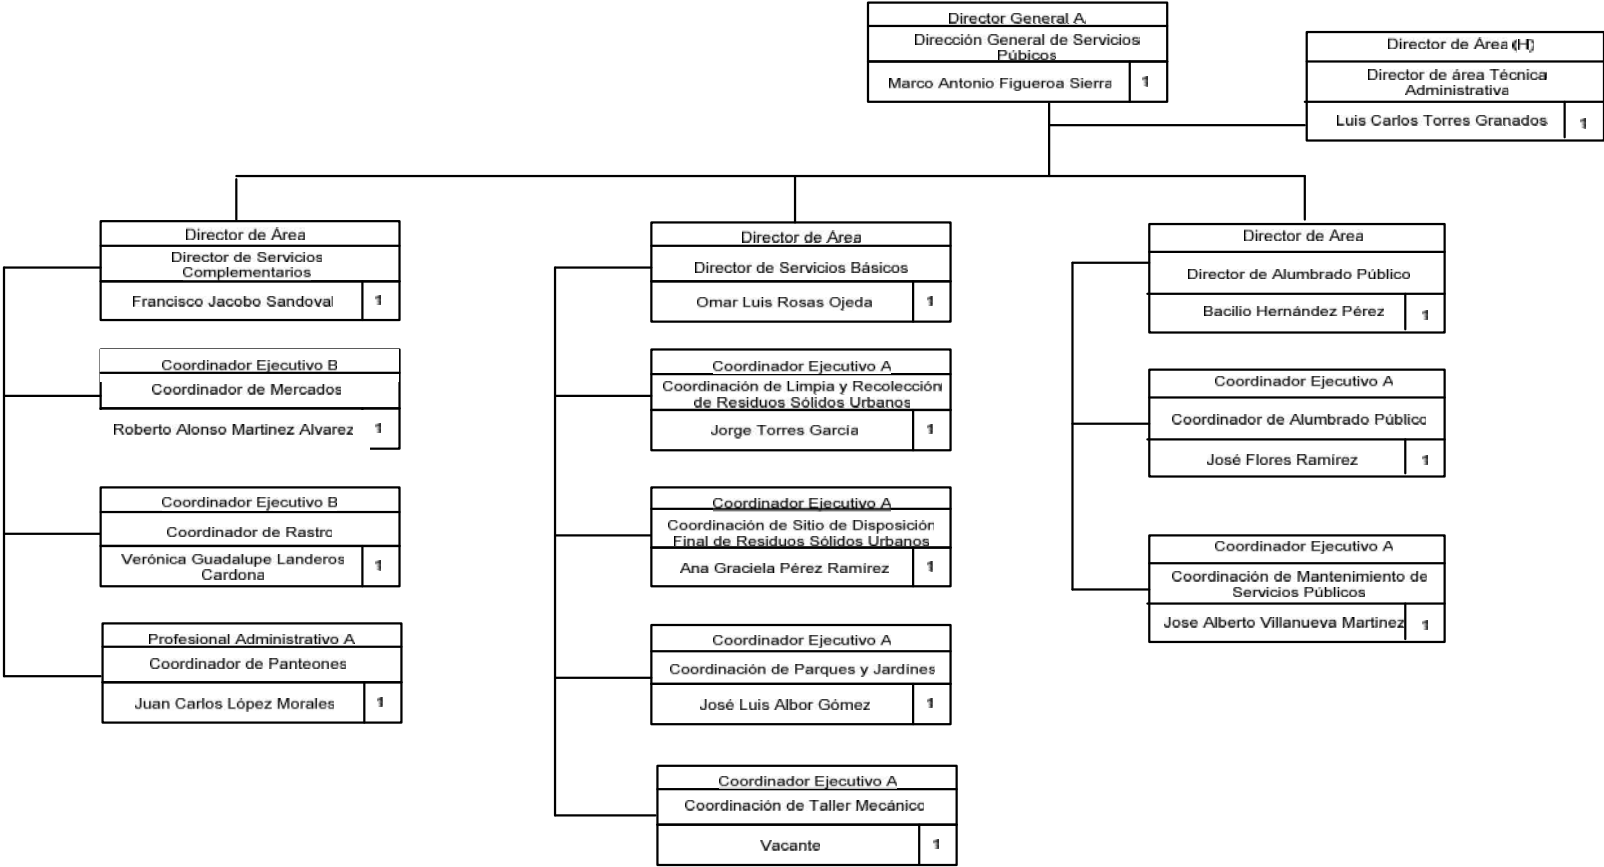 Director General A
Dirección General de Servicios
Púbicos
Marco Antonio Figueroa Sierra 1
Director de Área (H)
Director de área Técnica
Administrativa
Luis Carlos Torres Granados 1
Director de Área
Director de Servicios
Complementarios
Francisco Jacobo Sandoval 1
Coordinador Ejecutivo B
Coordinador de Mercados
Roberto Alonso Martinez Alvarez 1
Coordinador Ejecutivo B
Coordinador de Rastro
Verónica Guadalupe Landeros
Cardona 1
Profesional Administrativo A
Coordinador de Panteones
Juan Carlos López Morales 1
Director de Área
Director de Servicios Básicos
Omar Luis Rosas Ojeda 1
Coordinador Ejecutivo A
Coordinación de Limpia y Recolección
de Residuos Sólidos Urbanos
Jorge Torres García 1
Coordinador Ejecutivo A
Coordinación de Sitio de Disposición
Final de Residuos Sólidos Urbanos
Ana Graciela Pérez Ramírez 1
Coordinador Ejecutivo A
Coordinación de Parques y Jardínes
José Luis Albor Gómez 1
Coordinador Ejecutivo A
Coordinación de Taller Mecánico
Vacante 1
Director de Area
Director de Alumbrado Público
Bacilio Hernández Pérez 1
Coordinador Ejecutivo A
Coordinador de Alumbrado Público
José Flores Ramírez 1
Coordinador Ejecutivo A
Coordinación de Mantenimiento de
Servicios Públicos
Jose Alberto Villanueva Martinez 1